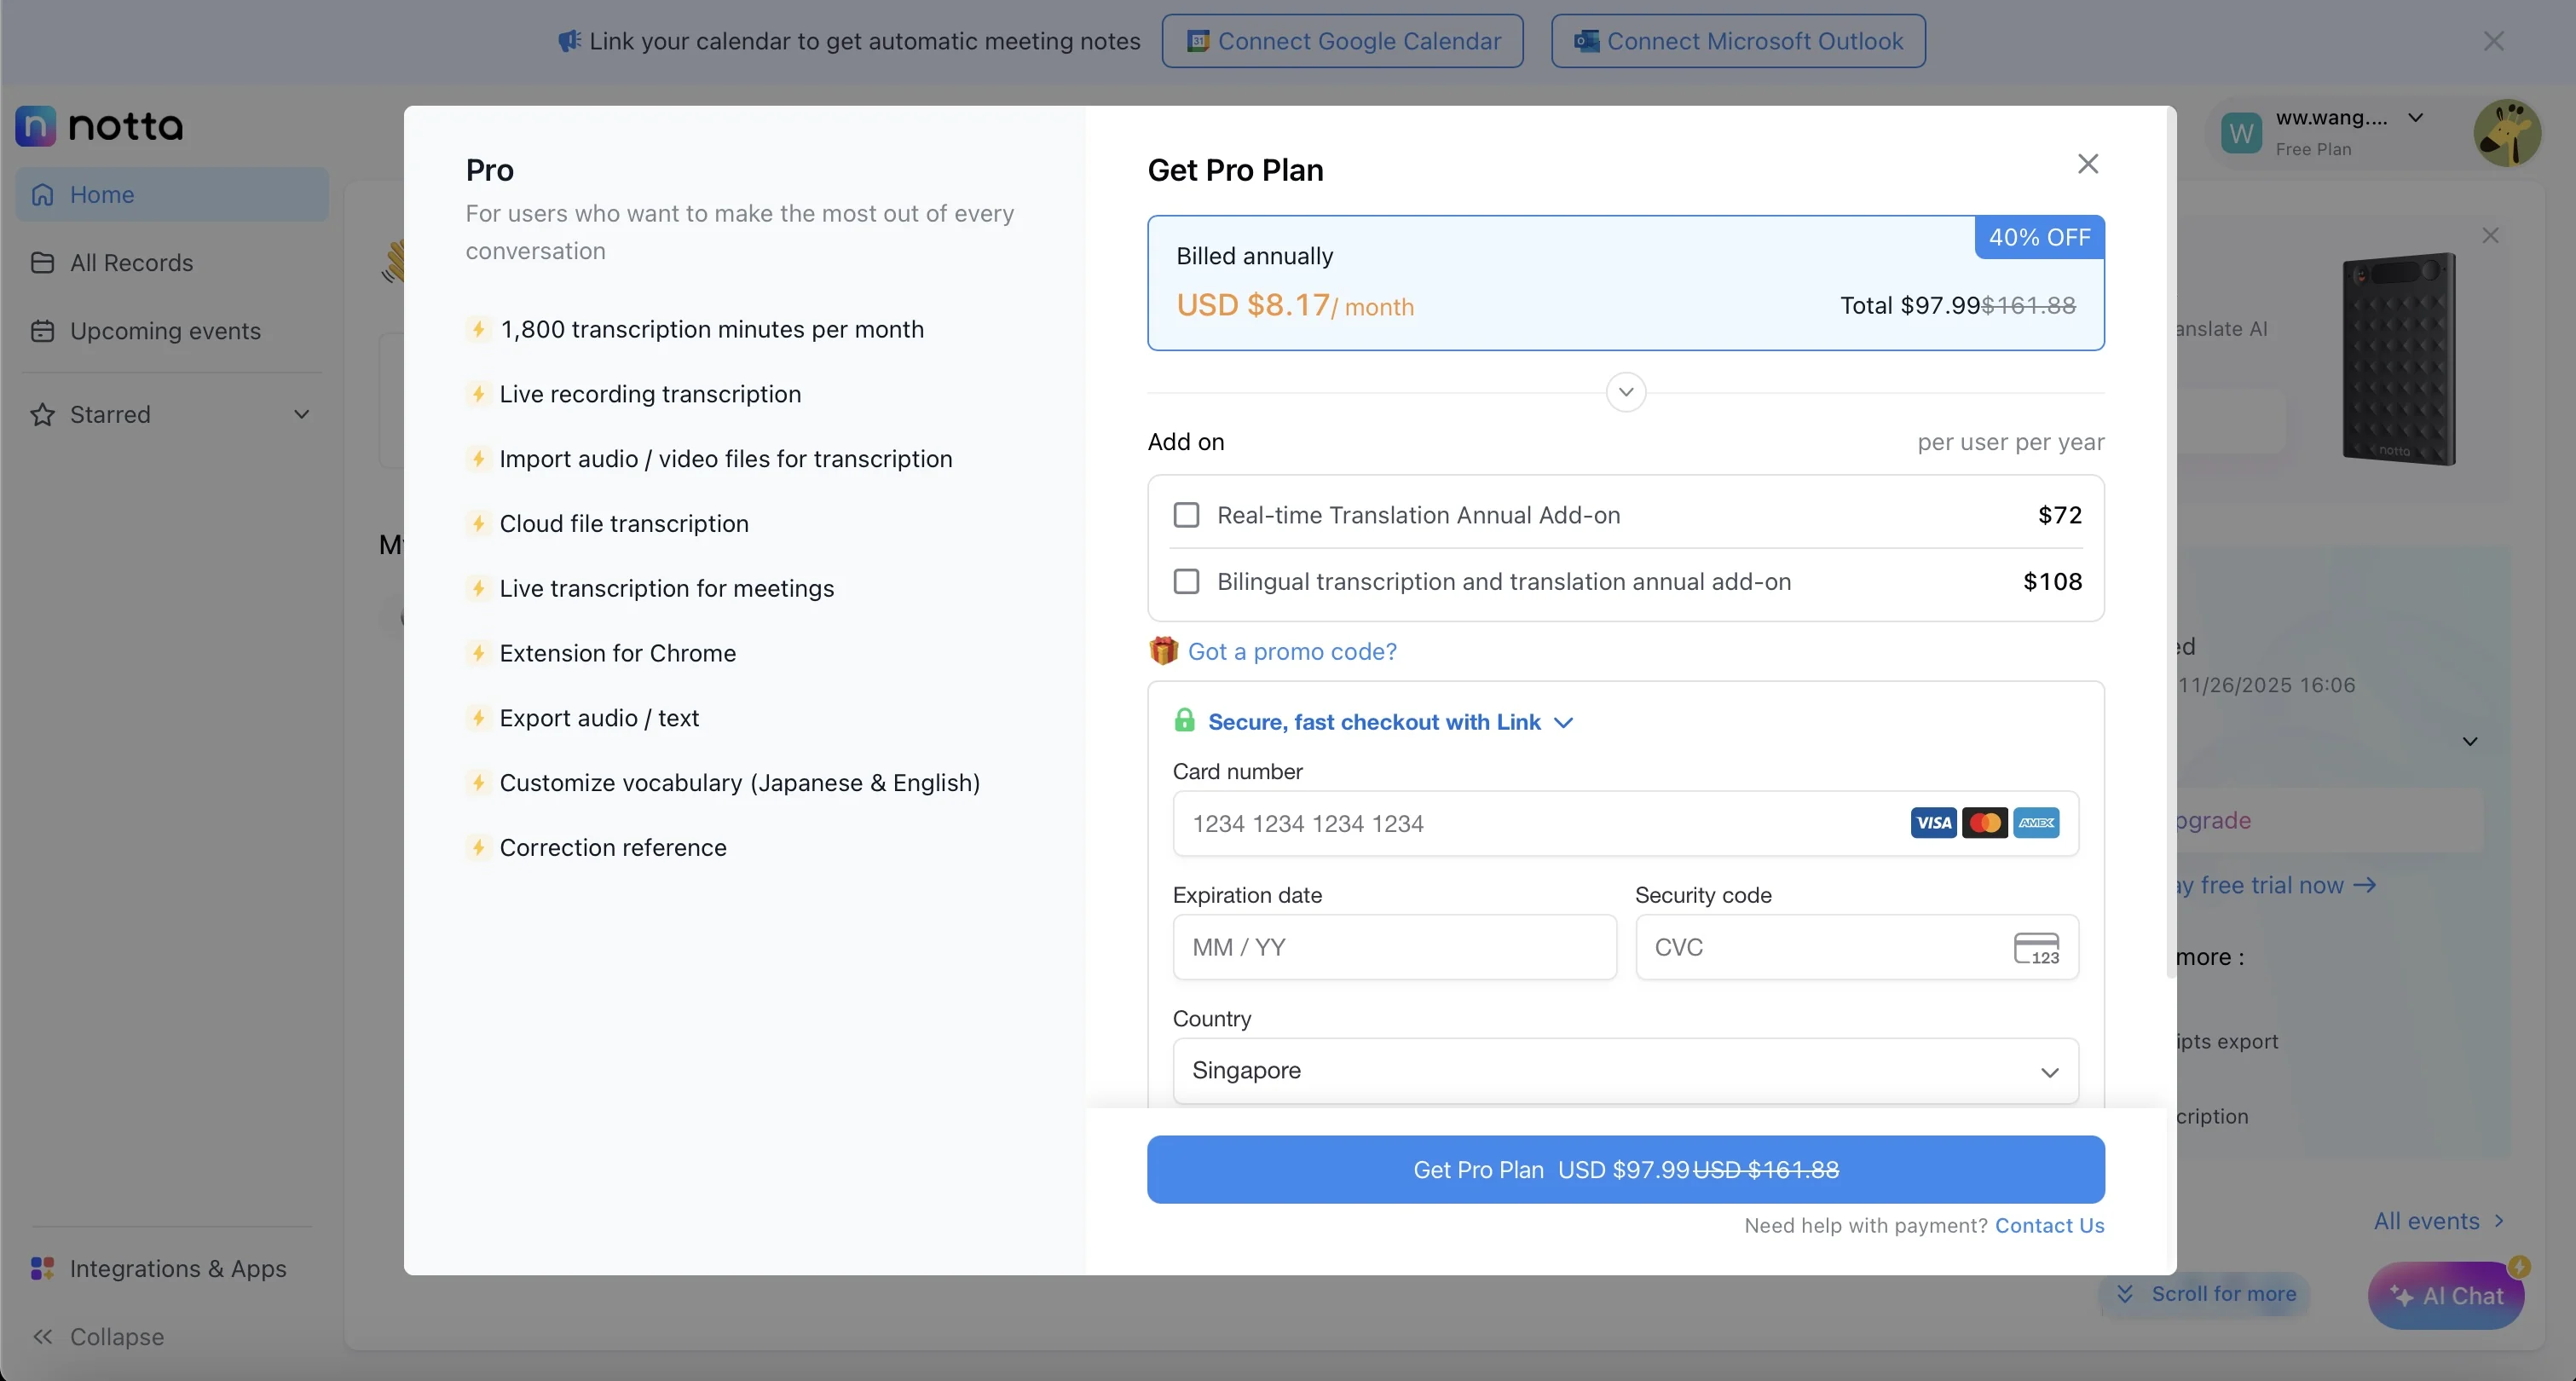 Link your calendar to get automatic meeting notes
Connect Google Calendar
Connect Microsoft Outlook
notta
ww.wang....
Free Plan
W
Home
All Records
Upcoming events
Starred
Integrations & Apps
Collapse
Pro
For users who want to make the most out of every
conversation
1,800 transcription minutes per month
Live recording transcription
Import audio / video files for transcription
Cloud file transcription
Live transcription for meetings
Extension for Chrome
Export audio / text
Customize vocabulary (Japanese & English)
Correction reference
Get Pro Plan
40% OFF
Billed annually
USD $8.17/ month
Total $97.99$161.88
Add on
per user per year
Real-time Translation Annual Add-on
$72
Bilingual transcription and translation annual add-on
$108
Got a promo code?
Secure, fast checkout with Link
Card number
1234 1234 1234 1234
VISA
AMEX
Expiration date
Security code
MM / YY
CVC
123
Country
Singapore
Get Pro Plan USD $97.99USD $161.88
Need help with payment? Contact Us
anslate AI
notta
11/26/2025 16:06
pgrade
free trial now
more :
ipts export
cription
All events
Scroll for more
AI Chat